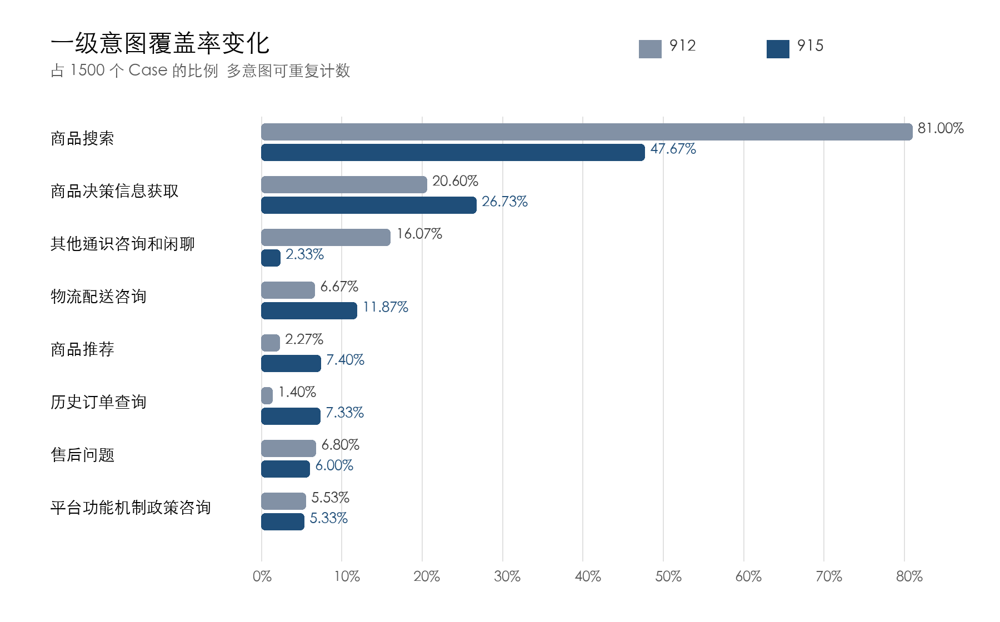 一级意图覆盖率变化
占 1500 个 Case 的比例 多意图可重复计数
912
915
商品搜索
81.00%
47.67%
商品决策信息获取
20.60%
26.73%
其他通识咨询和闲聊
16.07%
2.33%
物流配送咨询
6.67%
11.87%
商品推荐
2.27%
7.40%
历史订单查询
1.40%
7.33%
售后问题
6.80%
6.00%
平台功能机制政策咨询
5.53%
5.33%
0% 10% 20% 30% 40% 50% 60% 70% 80%